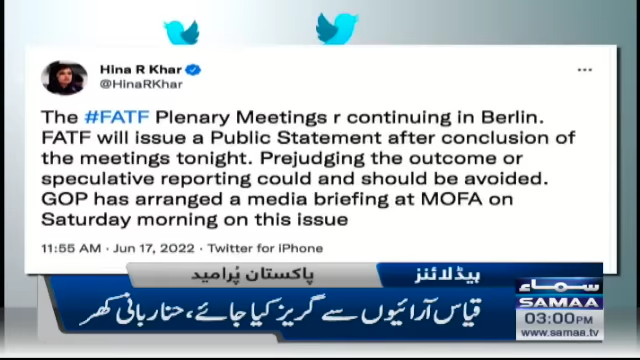 Hina R Khar
@HinaRKhar
The #FATF Plenary Meetings r continuing in Berlin.
FATF will issue a Public Statement after conclusion of
the meetings tonight. Prejudging the outcome or
speculative reporting could and should be avoided.
GOP has arranged a media briefing at MOFA on
Saturday morning on this issue
11:55 AM · Jun 17, 2022 · Twitter for iPhone
ہیڈلائنز
پاکستان پُرامید
قیاس آرائیوں سے گریز کیا جائے، حنا ربانی کھر
سماء
SAMAA
03:00PM
www.samaa.tv